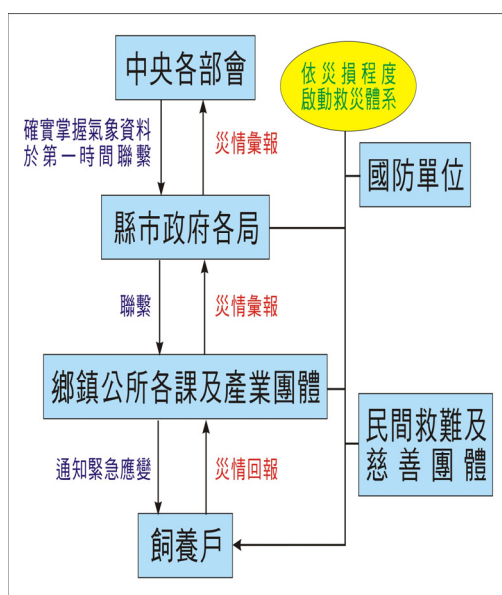 中央各部會
依災損程度
啟動救災體系
確實掌握氣象資料
於第一時間聯繫
災情彙報
國防單位
縣市政府各局
聯繫
災情彙報
鄉鎮公所各課及產業團體
民間救難及
慈善團體
通知緊急應變
災情回報
飼養戶